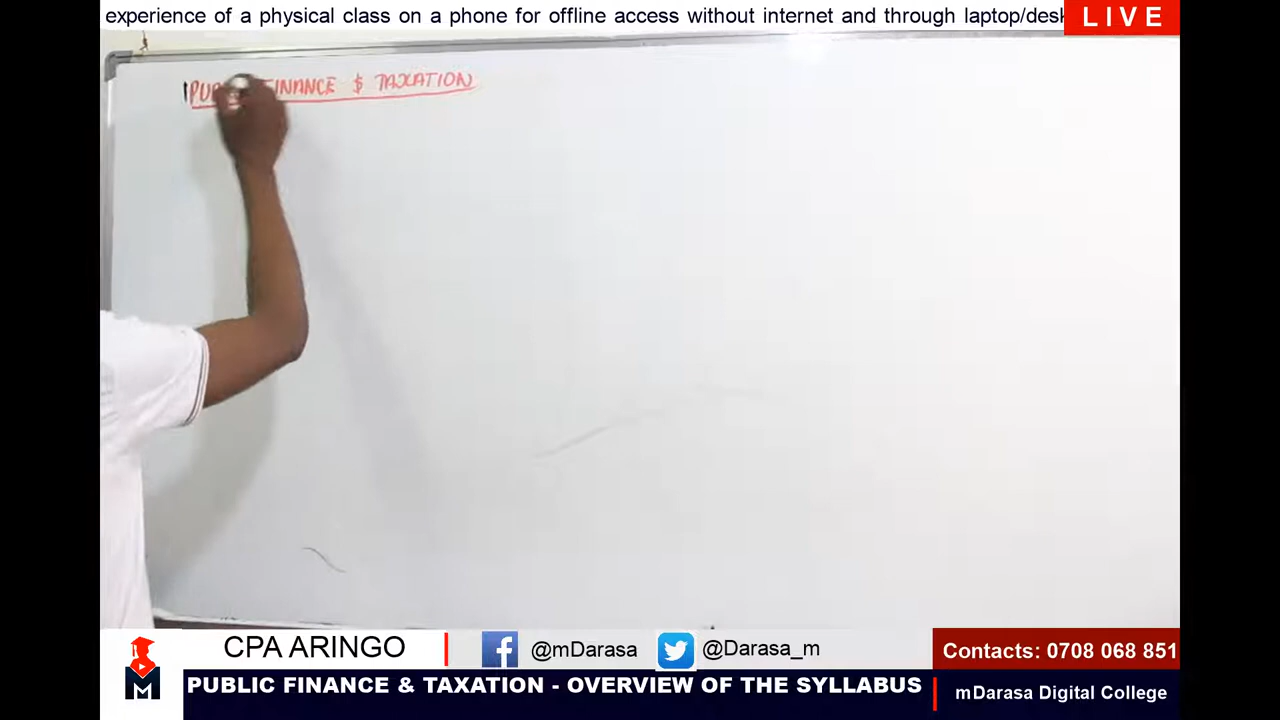 experience of a physical class on a phone for offline access without internet and through laptop/desk
LIVE
FINANCE $ TAXATION
CPA ARINGO
@mDarasa
@Darasa_m
Contacts: 0708 068 851
M
PUBLIC FINANCE & TAXATION - OVERVIEW OF THE SYLLABUS
mDarasa Digital College